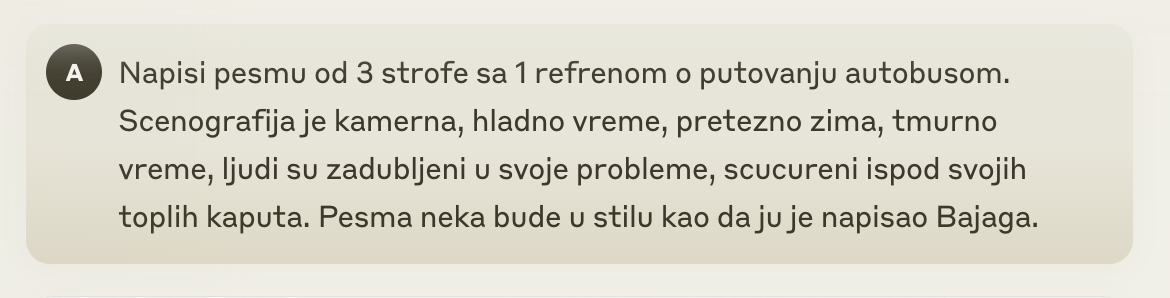 A
Napisi pesmu od 3 strofe sa 1 refrenom o putovanju autobusom.
Scenografija je kamerna, hladno vreme, pretezno zima, tmurno
vreme, ljudi su zadubljeni u svoje probleme, scucureni ispod svojih
toplih kaputa. Pesma neka bude u stilu kao da ju je napisao Bajaga.